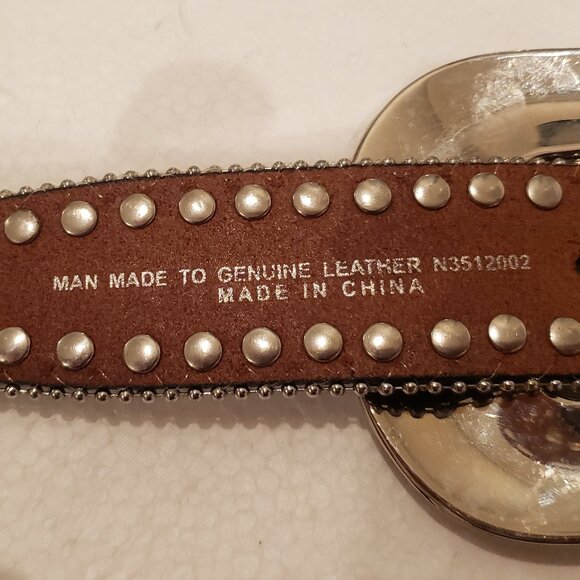 MAN MADE TO GENUINE LEATHER N3512002
MADE IN CHINA